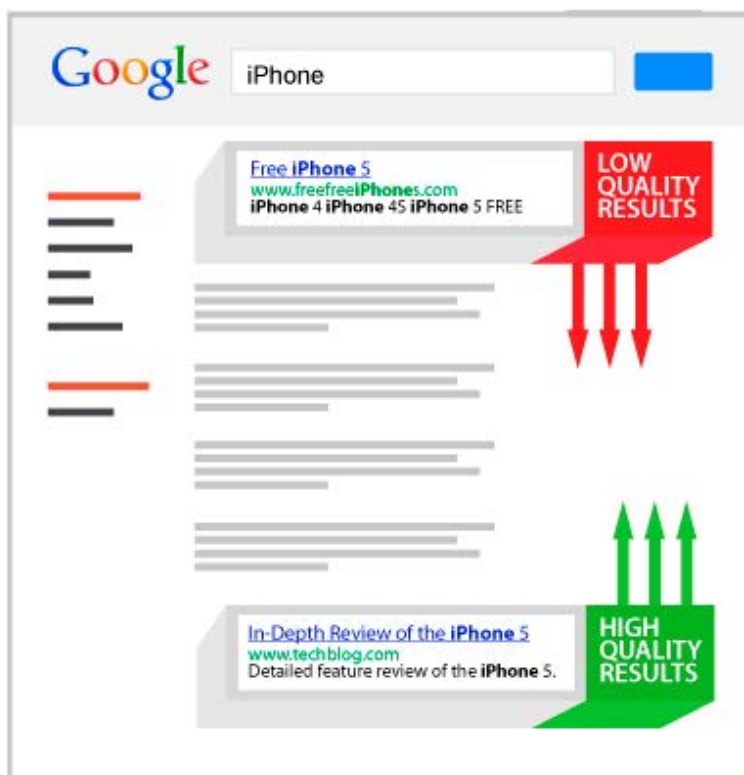 Google
iPhone
Free iPhone 5
www.freefreeiPhones.com
iPhone 4 iPhone 4S iPhone 5 FREE
LOW
QUALITY
RESULTS
In-Depth Review of the iPhone 5
www.techblog.com
Detailed feature review of the iPhone 5.
HIGH
QUALITY
RESULTS